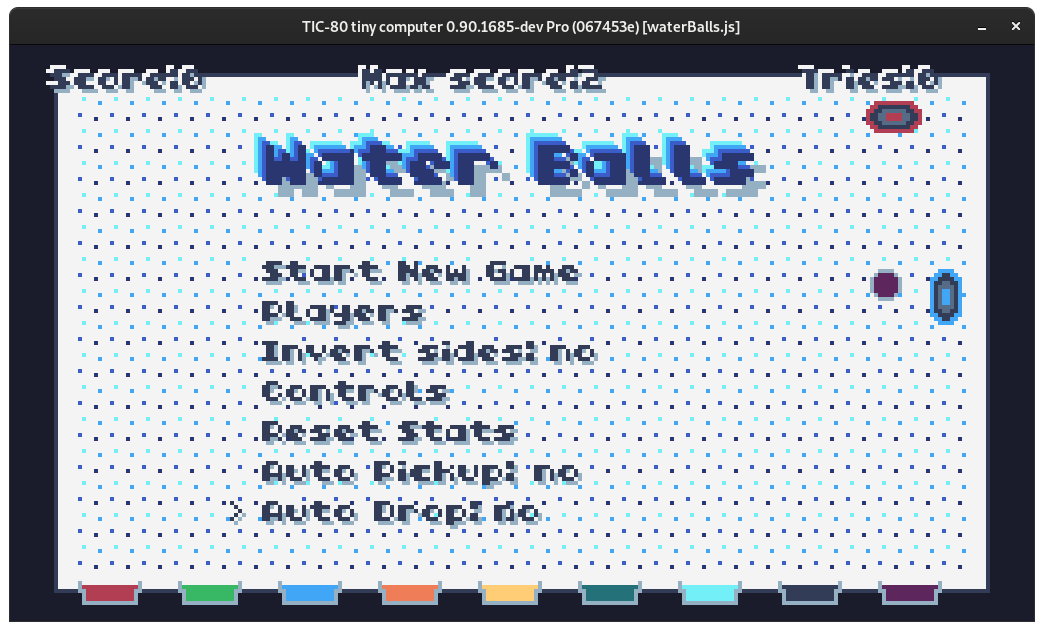 TIC-80 tiny computer 0.90.1685-dev Pro (067453e) [waterBalls.js]
Score:0 Max score:2 Tries:0
Water Balls
Start New Game
Players
Invert sides: no
Controls
Reset Stats
Auto Pickup: no
> Auto Drop: no